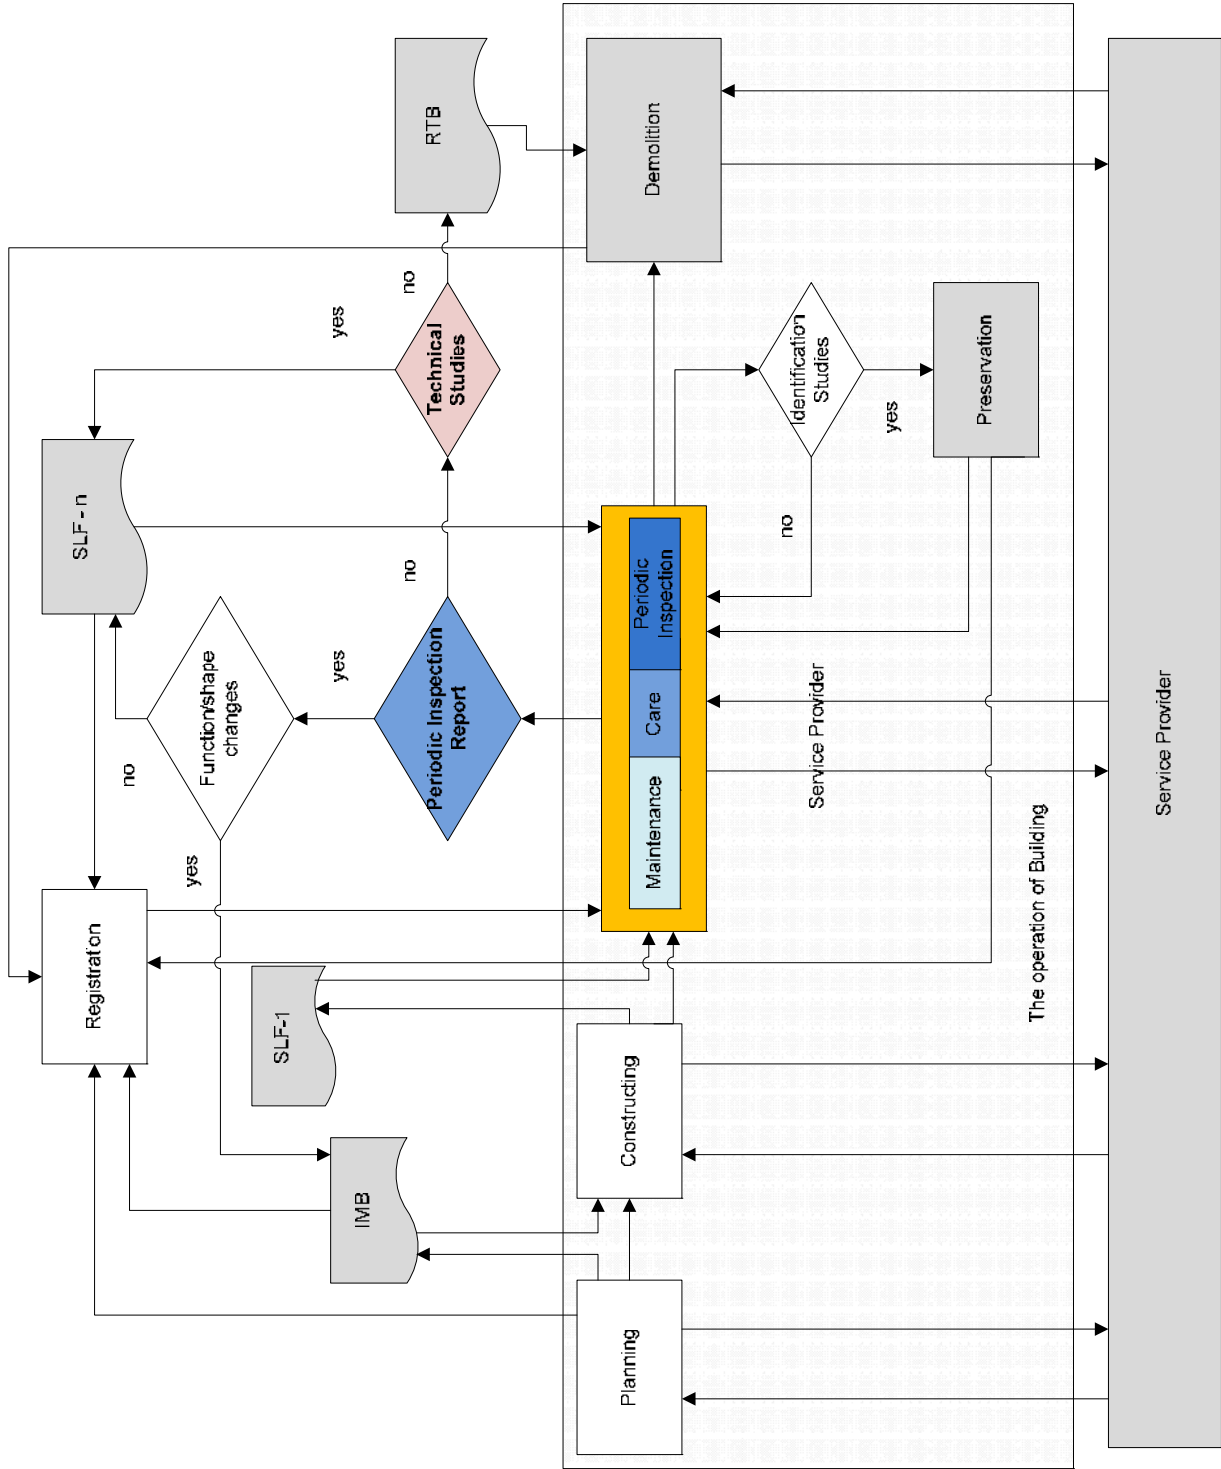 Registration
SLF - n
Function/shape
changes
yes
no
SLF-1
IMB
Periodic Inspection
Report
yes
no
Technical
Studies
yes
no
RTB
Planning
Constructing
Maintenance
Care
Periodic
Inspection
Demolition
Service Provider
Identification
Studies
no
yes
Preservation
The operation of Building
Service Provider